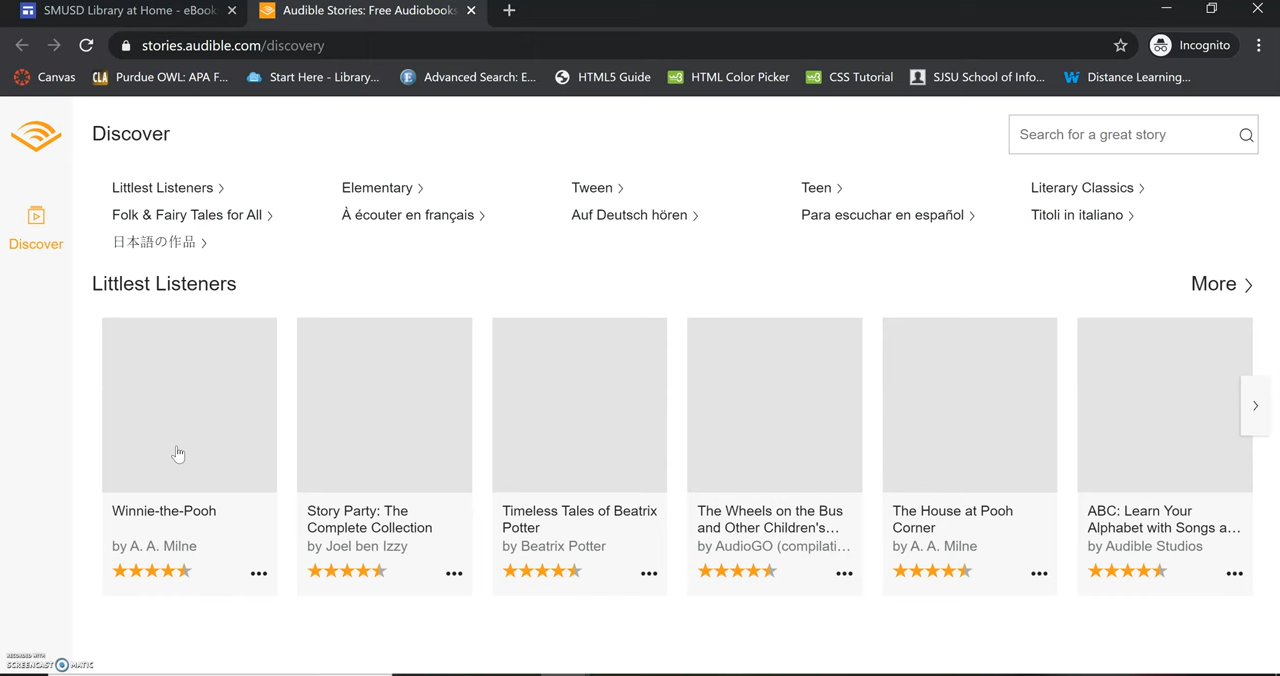 SMUSD Library at Home - eBook
Audible Stories: Free Audiobooks
stories.audible.com/discovery
Incognito
Canvas
Purdue OWL: APA F...
Start Here - Library...
Advanced Search: E...
HTML5 Guide
HTML Color Picker
CSS Tutorial
SJSU School of Info...
Distance Learning...
Discover
Search for a great story
Littlest Listeners >
Elementary >
Tween >
Teen >
Literary Classics >
Folk & Fairy Tales for All >
À écouter en français >
Auf Deutsch hören >
Para escuchar en español >
Titoli in italiano >
日本語の作品 >
Discover
Littlest Listeners
More >
Winnie-the-Pooh
by A. A. Milne
Story Party: The
Complete Collection
by Joel ben Izzy
Timeless Tales of Beatrix
Potter
by Beatrix Potter
The Wheels on the Bus
and Other Children's...
by AudioGO (compilati...
The House at Pooh
Corner
by A. A. Milne
ABC: Learn Your
Alphabet with Songs a...
by Audible Studios
RECORDED WITH
SCREENCAST MATIC